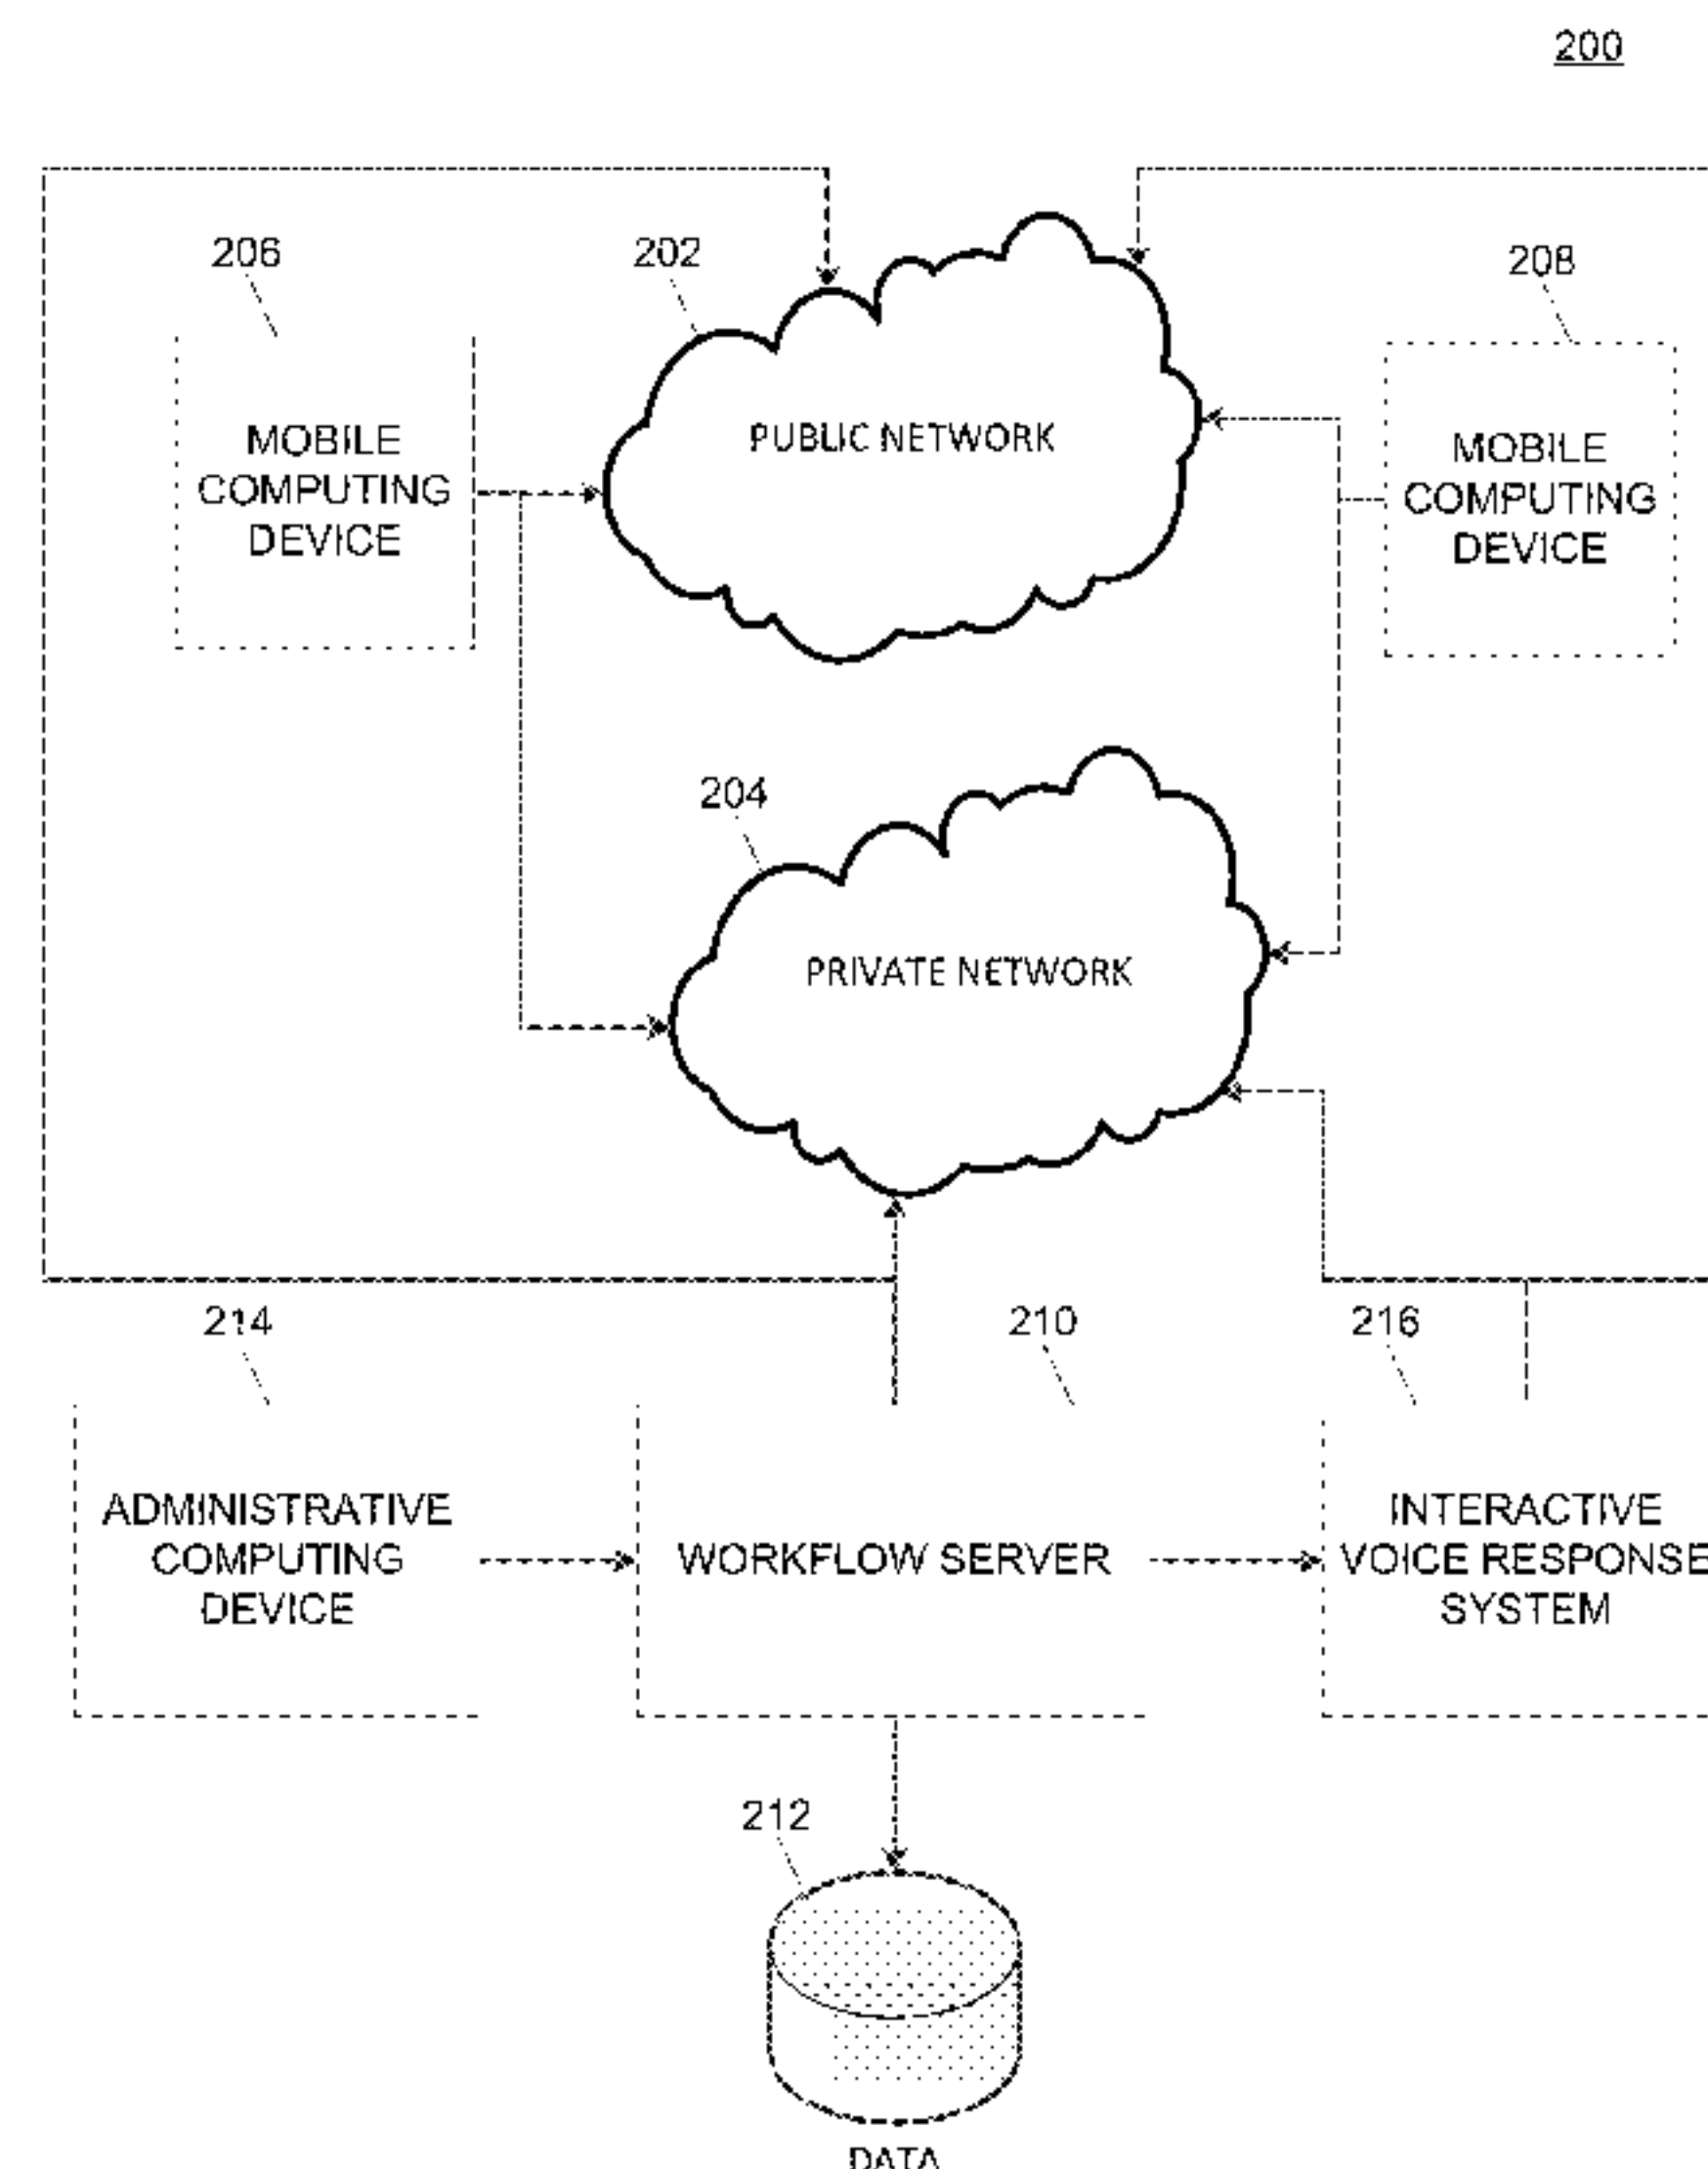 200
206
202
208
MOBILE
COMPUTING
DEVICE
PUBLIC NETWORK
MOBILE
COMPUTING
DEVICE
204
PRIVATE NETWORK
214
210
216
ADMINISTRATIVE
COMPUTING
DEVICE
WORKFLOW SERVER
INTERACTIVE
VOICE RESPONSE
SYSTEM
212
DATA